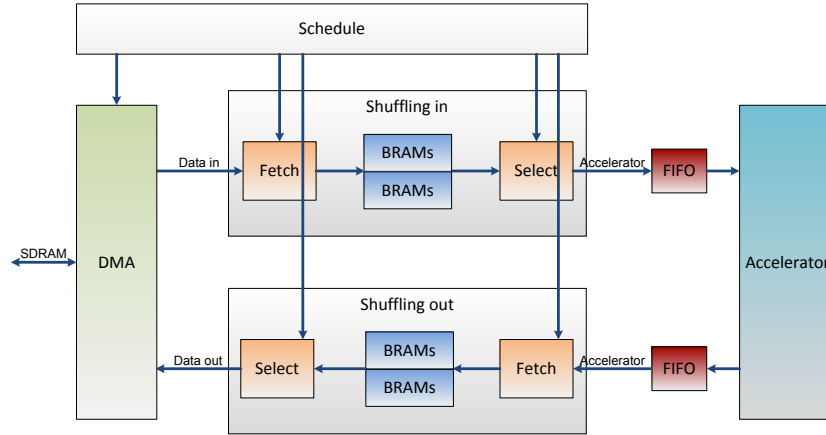 Schedule
Shuffling in
Data in
Fetch
BRAMs
BRAMs
Select
Accelerator
FIFO
SDRAM
DMA
Accelerator
Shuffling out
Data out
Select
BRAMs
BRAMs
Fetch
Accelerator
FIFO